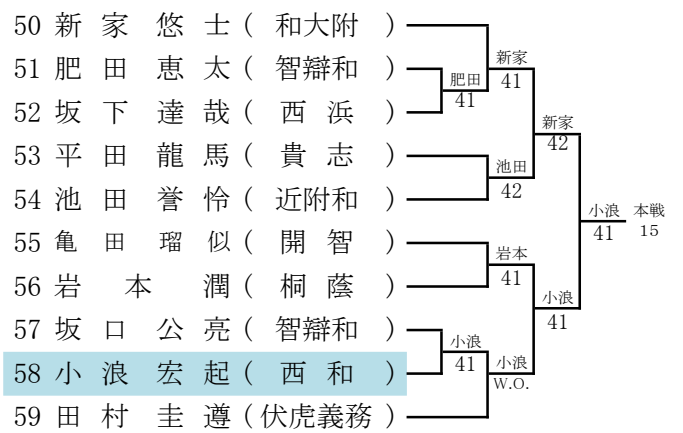 50 新家悠士(和大附)
51 肥田恵太(智辯和)
52 坂下達哉(西浜)
53 平田龍馬(貴志)
54 池田誉怜(近附和)
55 亀田瑠似(開智)
56 岩本潤(桐蔭)
57 坂口公亮(智辯和)
58 小浪宏起(西和)
59 田村圭遵(伏虎義務)
肥田
41
小浪
41
新家
41
池田
42
岩本
41
小浪
W.O.
新家
42
小浪
41
小浪
41
本戦
15